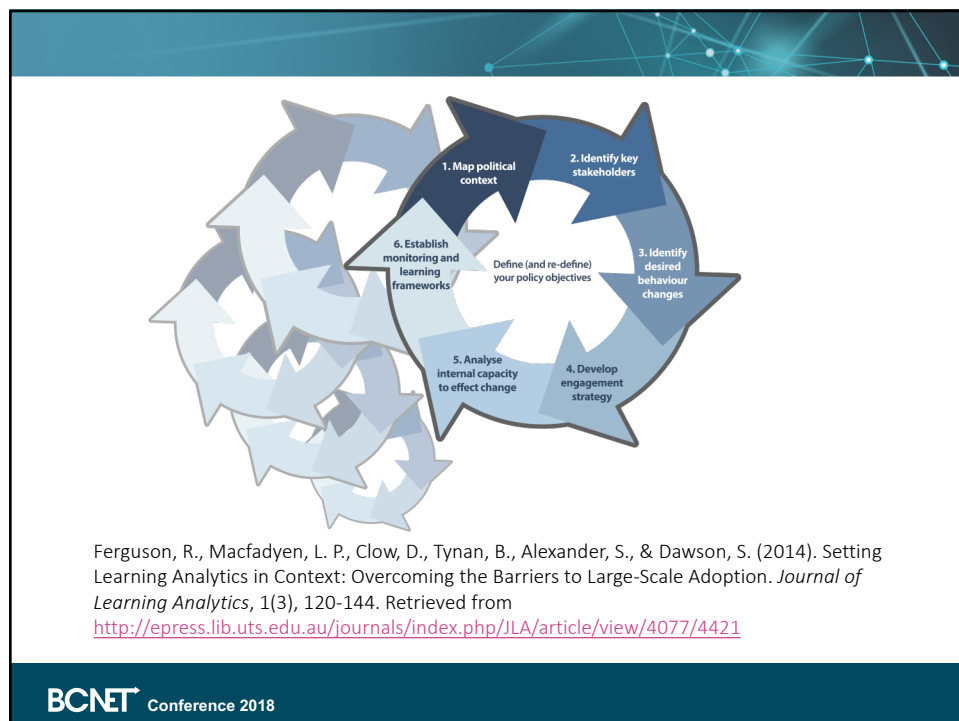 1. Map political
context
2. Identify key
stakeholders
3. Identify
desired
behaviour
changes
4. Develop
engagement
strategy
5. Analyse
internal capacity
to effect change
6. Establish
monitoring and
learning
frameworks
Define (and re-define)
your policy objectives
Ferguson, R., Macfadyen, L. P., Clow, D., Tynan, B., Alexander, S., & Dawson, S. (2014). Setting
Learning Analytics in Context: Overcoming the Barriers to Large-Scale Adoption. Journal of
Learning Analytics, 1(3), 120-144. Retrieved from
http://epress.lib.uts.edu.au/journals/index.php/JLA/article/view/4077/4421
BCNET Conference 2018